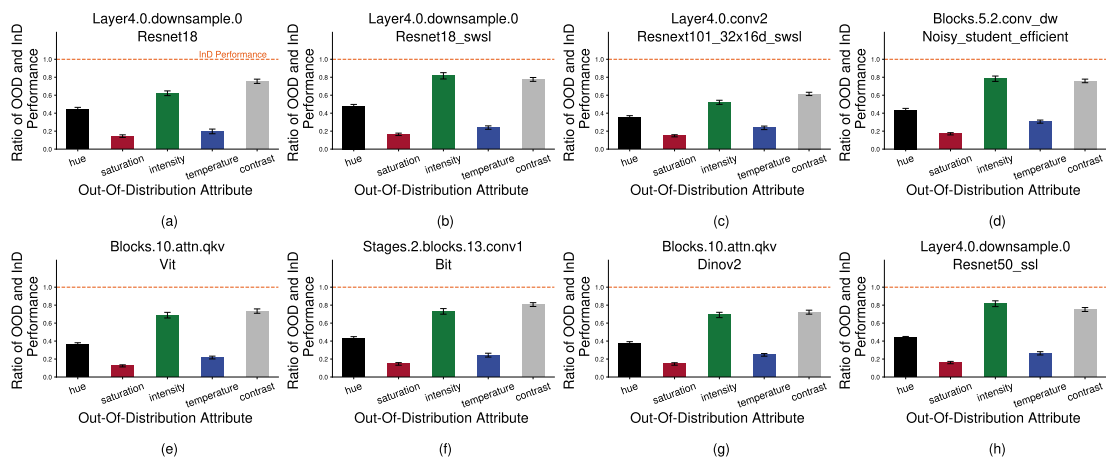 Layer4.0.downsample.0
Resnet18
Ratio of OOD and InD
Performance
InD Performance
1.0
0.8
0.6
0.4
0.2
0.0
hue
saturation
intensity
temperature
contrast
Out-Of-Distribution Attribute
(a)
Layer4.0.downsample.0
Resnet18_swsl
Ratio of OOD and InD
Performance
1.0
0.8
0.6
0.4
0.2
0.0
hue
saturation
intensity
temperature
contrast
Out-Of-Distribution Attribute
(b)
Layer4.0.conv2
Resnext101_32x16d_swsl
Ratio of OOD and InD
Performance
1.0
0.8
0.6
0.4
0.2
0.0
hue
saturation
intensity
temperature
contrast
Out-Of-Distribution Attribute
(c)
Blocks.5.2.conv_dw
Noisy_student_efficient
Ratio of OOD and InD
Performance
1.0
0.8
0.6
0.4
0.2
0.0
hue
saturation
intensity
temperature
contrast
Out-Of-Distribution Attribute
(d)
Blocks.10.attn.qkv
Vit
Ratio of OOD and InD
Performance
1.0
0.8
0.6
0.4
0.2
0.0
hue
saturation
intensity
temperature
contrast
Out-Of-Distribution Attribute
(e)
Stages.2.blocks.13.conv1
Bit
Ratio of OOD and InD
Performance
1.0
0.8
0.6
0.4
0.2
0.0
hue
saturation
intensity
temperature
contrast
Out-Of-Distribution Attribute
(f)
Blocks.10.attn.qkv
Dinov2
Ratio of OOD and InD
Performance
1.0
0.8
0.6
0.4
0.2
0.0
hue
saturation
intensity
temperature
contrast
Out-Of-Distribution Attribute
(g)
Layer4.0.downsample.0
Resnet50_ssl
Ratio of OOD and InD
Performance
1.0
0.8
0.6
0.4
0.2
0.0
hue
saturation
intensity
temperature
contrast
Out-Of-Distribution Attribute
(h)